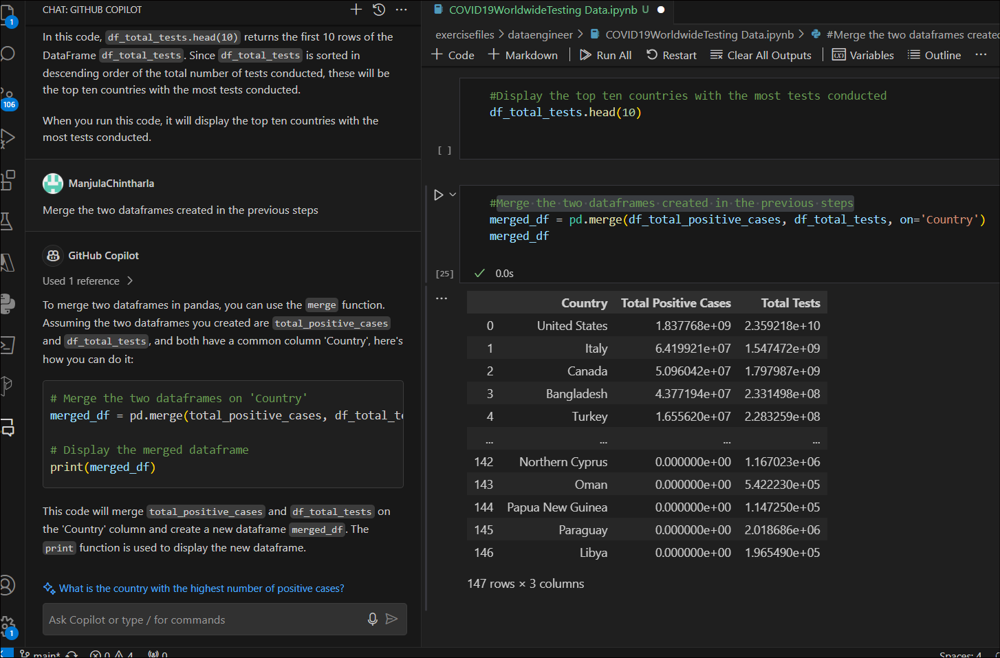 CHAT: GITHUB COPILOT
In this code, df_total_tests.head(10) returns the first 10 rows of the
DataFrame df_total_tests. Since df_total_tests is sorted in
descending order of the total number of tests conducted, these will be
the top ten countries with the most tests conducted.
When you run this code, it will display the top ten countries with the
most tests conducted.
ManjulaChintharla
Merge the two dataframes created in the previous steps
GitHub Copilot
Used 1 reference
To merge two dataframes in pandas, you can use the merge function.
Assuming the two dataframes you created are total_positive_cases
and df_total_tests, and both have a common column 'Country', here's
how you can do it:
# Merge the two dataframes on 'Country'
merged_df = pd.merge(total_positive_cases, df_total_te
# Display the merged dataframe
print(merged_df)
This code will merge total_positive_cases and df_total_tests on
the 'Country' column and create a new dataframe merged_df. The
print function is used to display the new dataframe.
What is the country with the highest number of positive cases?
Ask Copilot or type / for commands
1
106
1
main* 0 4 0
COVID19WorldwideTesting Data.ipynb U
exercisefiles > dataengineer > COVID19WorldwideTesting Data.ipynb > #Merge the two dataframes create
+ Code + Markdown Run All Restart Clear All Outputs Variables Outline ...
#Display the top ten countries with the most tests conducted
df_total_tests.head(10)
[ ]
#Merge the two dataframes created in the previous steps
merged_df = pd.merge(df_total_positive_cases, df_total_tests, on='Country')
merged_df
[25] 0.0s
... Country Total Positive Cases Total Tests
0 United States 1.837768e+09 2.359218e+10
1 Italy 6.419921e+07 1.547472e+09
2 Canada 5.096042e+07 1.797987e+09
3 Bangladesh 4.377194e+07 2.331498e+08
4 Turkey 1.655620e+07 2.283259e+08
... ... ... ...
142 Northern Cyprus 0.000000e+00 1.167023e+06
143 Oman 0.000000e+00 5.422230e+05
144 Papua New Guinea 0.000000e+00 1.147250e+05
145 Paraguay 0.000000e+00 2.018686e+06
146 Libya 0.000000e+00 1.965490e+05
147 rows × 3 columns
Spaces: 4